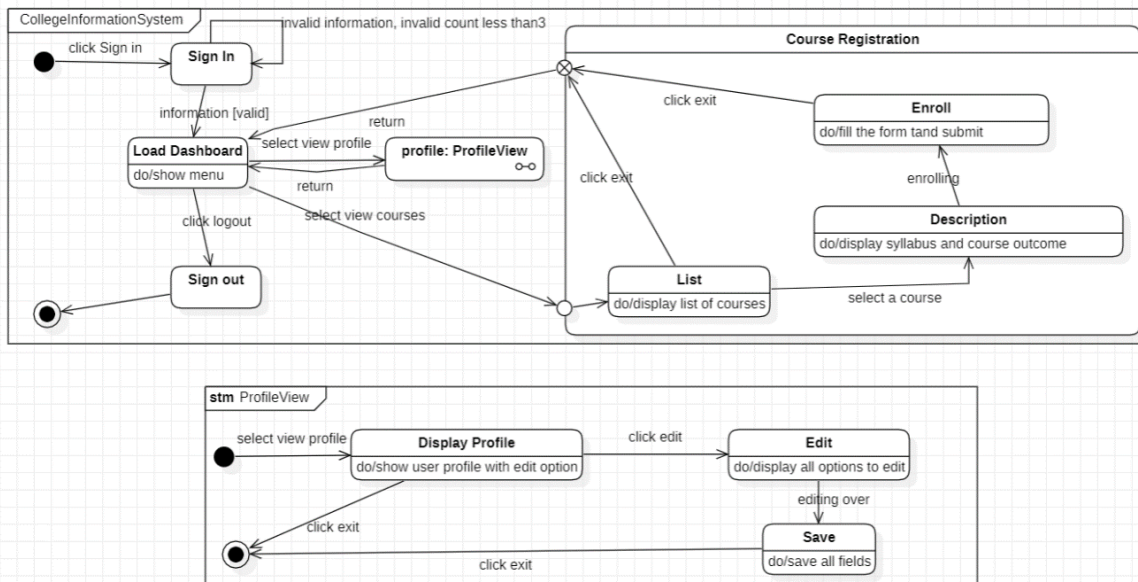 CollegeInformationSystem
click Sign in
Sign In
invalid information, invalid count less than3
information [valid]
Load Dashboard
do/show menu
select view profile
return
profile: ProfileView
return
select view courses
click logout
Sign out
Course Registration
click exit
Enroll
do/fill the form tand submit
click exit
enrolling
Description
do/display syllabus and course outcome
List
do/display list of courses
select a course
stm ProfileView
select view profile
Display Profile
do/show user profile with edit option
click edit
Edit
do/display all options to edit
editing over
click exit
Save
do/save all fields
click exit